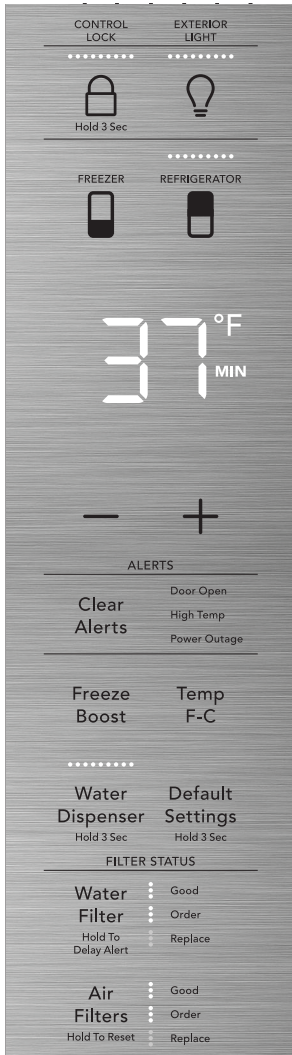 CONTROL LOCK
EXTERIOR LIGHT
Hold 3 Sec
FREEZER
REFRIGERATOR
37 °F
MIN
— +
ALERTS
Clear Alerts
Door Open
High Temp
Power Outage
Freeze Boost
Temp F-C
Water Dispenser
Hold 3 Sec
Default Settings
Hold 3 Sec
FILTER STATUS
Water Filter
Hold To Delay Alert
Good
Order
Replace
Air Filters
Hold To Reset
Good
Order
Replace